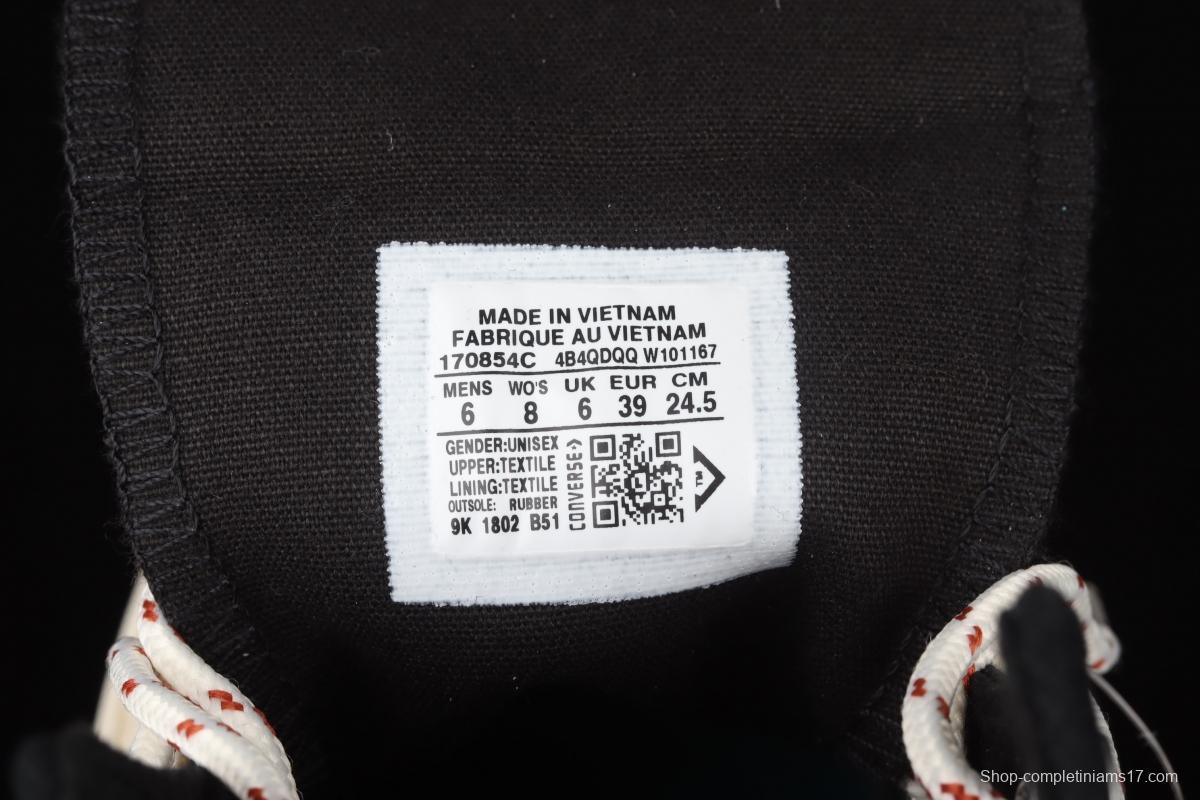 MADE IN VIETNAM
FABRIQUE AU VIETNAM
170854C 4B4QDQQ W101167
MENS WO'S UK EUR CM
6 8 6 39 24.5
GENDER:UNISEX
UPPER:TEXTILE
LINING:TEXTILE
OUTSOLE: RUBBER
9K 1802 B51
CONVERSE
Shop-completiniams17.com